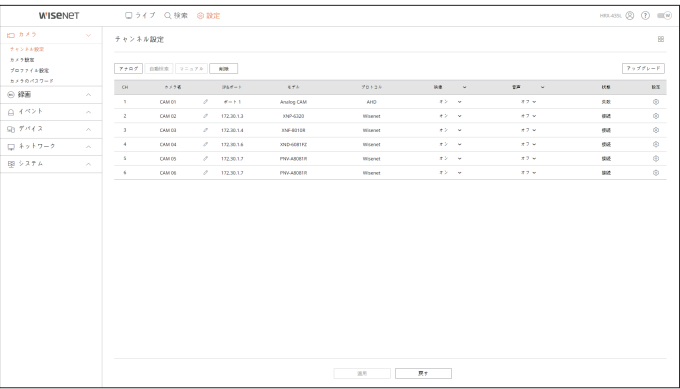 WISENET
ライブ 検索 設定
HRX-435L
カメラ
チャンネル設定
カメラ設定
プロファイル設定
カメラのパスワード
録画
イベント
デバイス
ネットワーク
システム
チャンネル設定
アナログ 自動検索 マニュアル 削除 アップグレード
CH カメラ名 IP&ポート モデル プロトコル 映像 音声 状態 設定
1 CAM 01 ポート 1 Analog CAM AHD オン オフ 失敗
2 CAM 02 172.30.1.3 XNP-6320 Wisenet オン オフ 接続
3 CAM 03 172.30.1.4 XNF-8010R Wisenet オン オフ 接続
4 CAM 04 172.30.1.6 XND-6081RZ Wisenet オン オフ 接続
5 CAM 05 172.30.1.7 PNV-A9081R Wisenet オン オフ 接続
6 CAM 06 172.30.1.7 PNV-A9081R Wisenet オン オフ 接続
適用 戻す